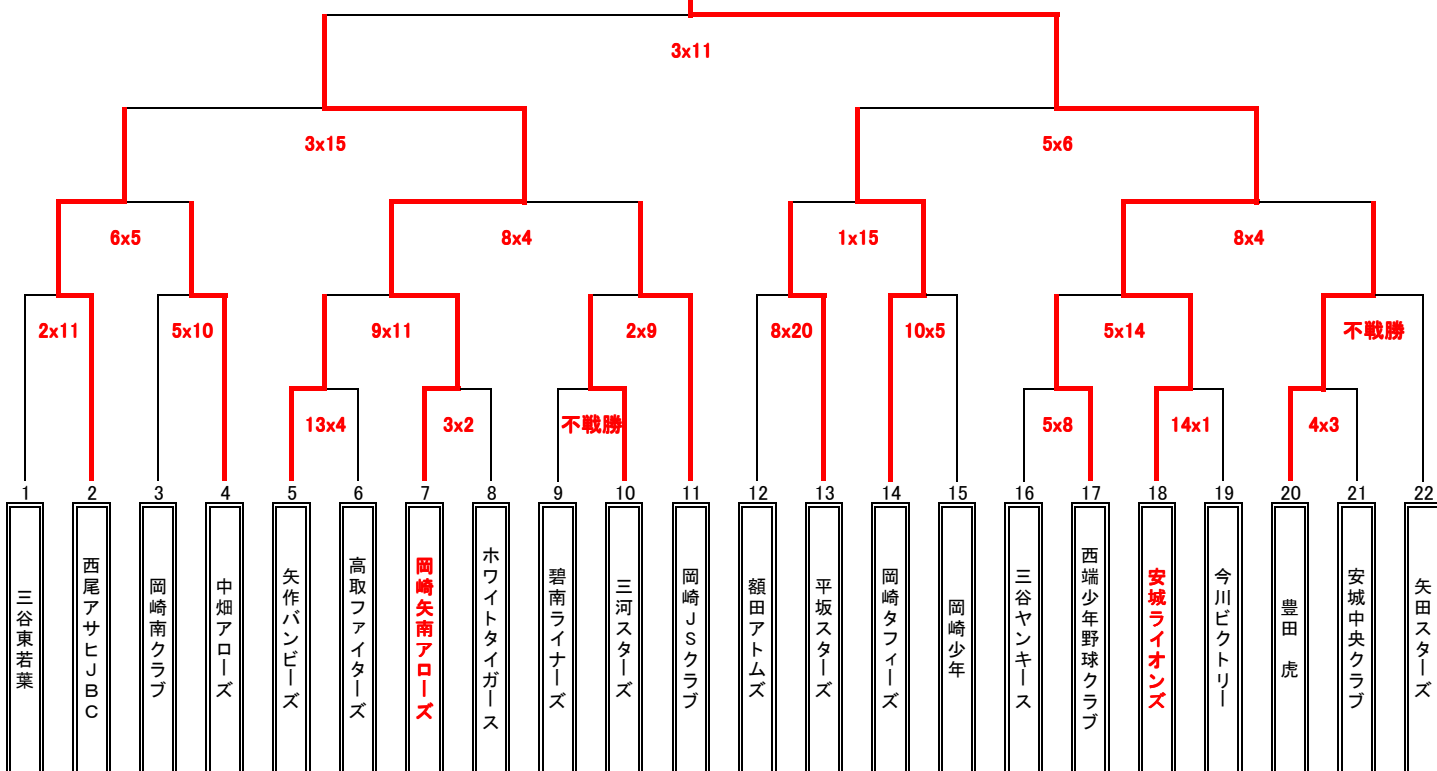 3x11
3x15
5x6
6x5
8x4
1x15
8x4
2x11
5x10
9x11
2x9
8x20
10x5
5x14
不戦勝
13x4
3x2
不戦勝
5x8
14x1
4x3
1
2
3
4
5
6
7
8
9
10
11
12
13
14
15
16
17
18
19
20
21
22
三谷東若葉
西尾アサヒJBC
岡崎南クラブ
中畑アローズ
矢作バンビーズ
高取ファイターズ
岡崎矢南アローズ
ホワイトタイガース
碧南ライナーズ
三河スターズ
岡崎JSクラブ
額田アトムズ
平坂スターズ
岡崎タフィーズ
岡崎少年
三谷ヤンキース
西端少年野球クラブ
安城ライオンズ
今川ビクトリー
豊田 虎
安城中央クラブ
矢田スターズ